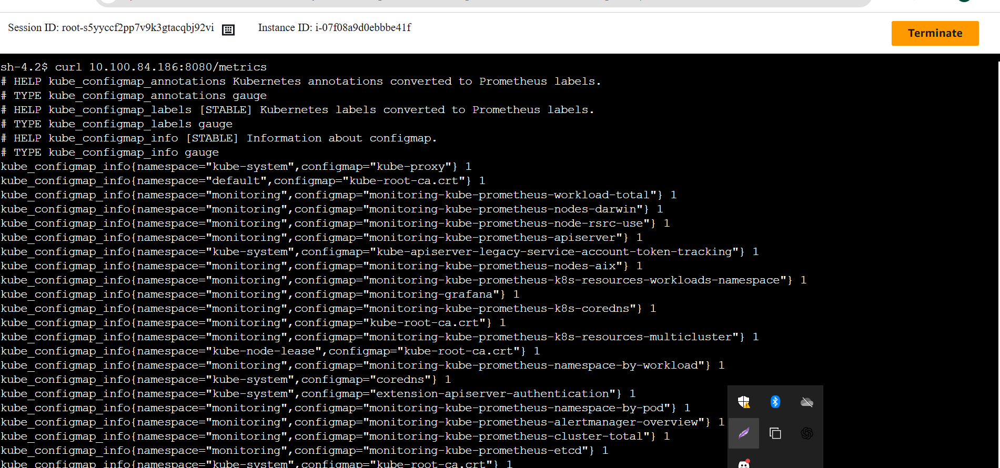 Session ID: root-s5yyccf2pp7v9k3gtacqbj92vi Instance ID: i-07f08a9d0ebbbe41f
Terminate
sh-4.2$ curl 10.100.84.186:8080/metrics
# HELP kube_configmap_annotations Kubernetes annotations converted to Prometheus labels.
# TYPE kube_configmap_annotations gauge
# HELP kube_configmap_labels [STABLE] Kubernetes labels converted to Prometheus labels.
# TYPE kube_configmap_labels gauge
# HELP kube_configmap_info [STABLE] Information about configmap.
# TYPE kube_configmap_info gauge
kube_configmap_info{namespace="kube-system",configmap="kube-proxy"} 1
kube_configmap_info{namespace="default",configmap="kube-root-ca.crt"} 1
kube_configmap_info{namespace="monitoring",configmap="monitoring-kube-prometheus-workload-total"} 1
kube_configmap_info{namespace="monitoring",configmap="monitoring-kube-prometheus-nodes-darwin"} 1
kube_configmap_info{namespace="monitoring",configmap="monitoring-kube-prometheus-node-rsrc-use"} 1
kube_configmap_info{namespace="monitoring",configmap="monitoring-kube-prometheus-apiserver"} 1
kube_configmap_info{namespace="kube-system",configmap="kube-apiserver-legacy-service-account-token-tracking"} 1
kube_configmap_info{namespace="monitoring",configmap="monitoring-kube-prometheus-nodes-aix"} 1
kube_configmap_info{namespace="monitoring",configmap="monitoring-kube-prometheus-k8s-resources-workloads-namespace"} 1
kube_configmap_info{namespace="monitoring",configmap="monitoring-grafana"} 1
kube_configmap_info{namespace="monitoring",configmap="monitoring-kube-prometheus-k8s-coredns"} 1
kube_configmap_info{namespace="monitoring",configmap="kube-root-ca.crt"} 1
kube_configmap_info{namespace="monitoring",configmap="monitoring-kube-prometheus-k8s-resources-multicluster"} 1
kube_configmap_info{namespace="kube-node-lease",configmap="kube-root-ca.crt"} 1
kube_configmap_info{namespace="monitoring",configmap="monitoring-kube-prometheus-namespace-by-workload"} 1
kube_configmap_info{namespace="kube-system",configmap="coredns"} 1
kube_configmap_info{namespace="kube-system",configmap="extension-apiserver-authentication"} 1
kube_configmap_info{namespace="monitoring",configmap="monitoring-kube-prometheus-namespace-by-pod"} 1
kube_configmap_info{namespace="monitoring",configmap="monitoring-kube-prometheus-alertmanager-overview"} 1
kube_configmap_info{namespace="monitoring",configmap="monitoring-kube-prometheus-cluster-total"} 1
kube_configmap_info{namespace="monitoring",configmap="monitoring-kube-prometheus-etcd"} 1
kube_configmap_info{namespace="kube-system",configmap="kube-root-ca.crt"} 1